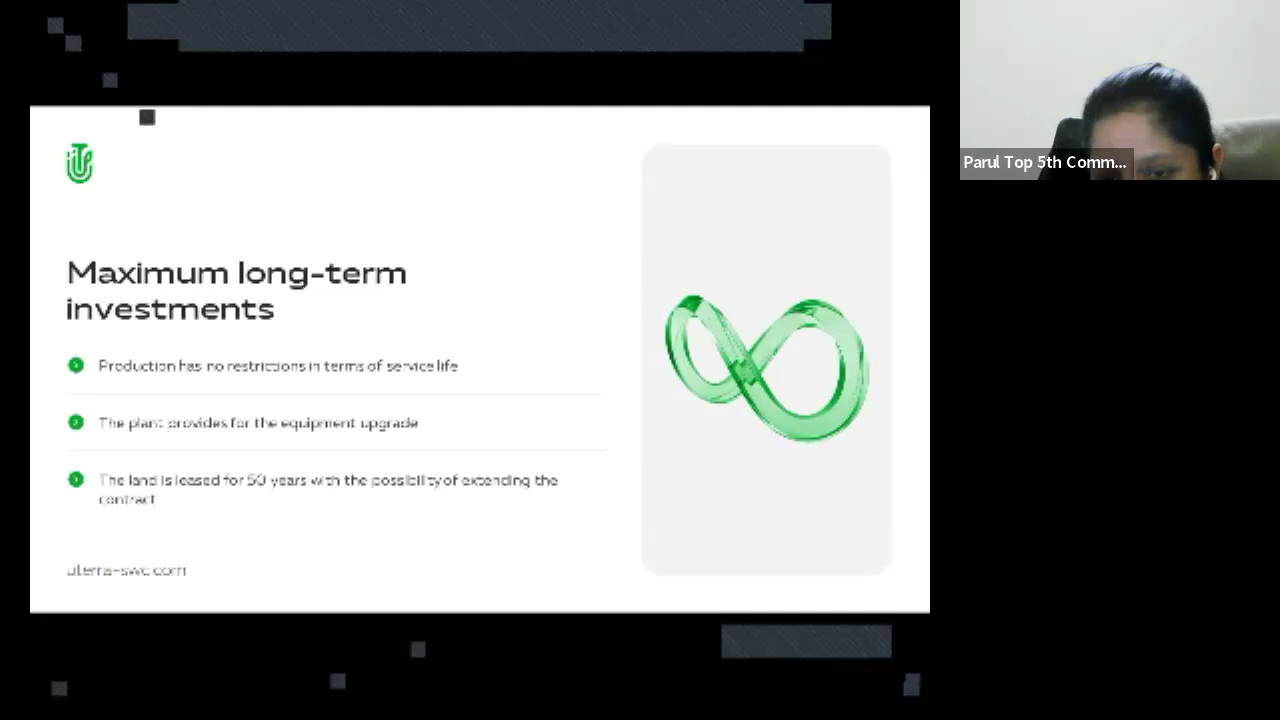 Maximum long-term
investments
Production has no restrictions in terms of service life
The plant provides for the equipment upgrade
The land is leased for 50 years with the possibility of extending the
contract
uterra-swc.com
Parul Top 5th Comm...